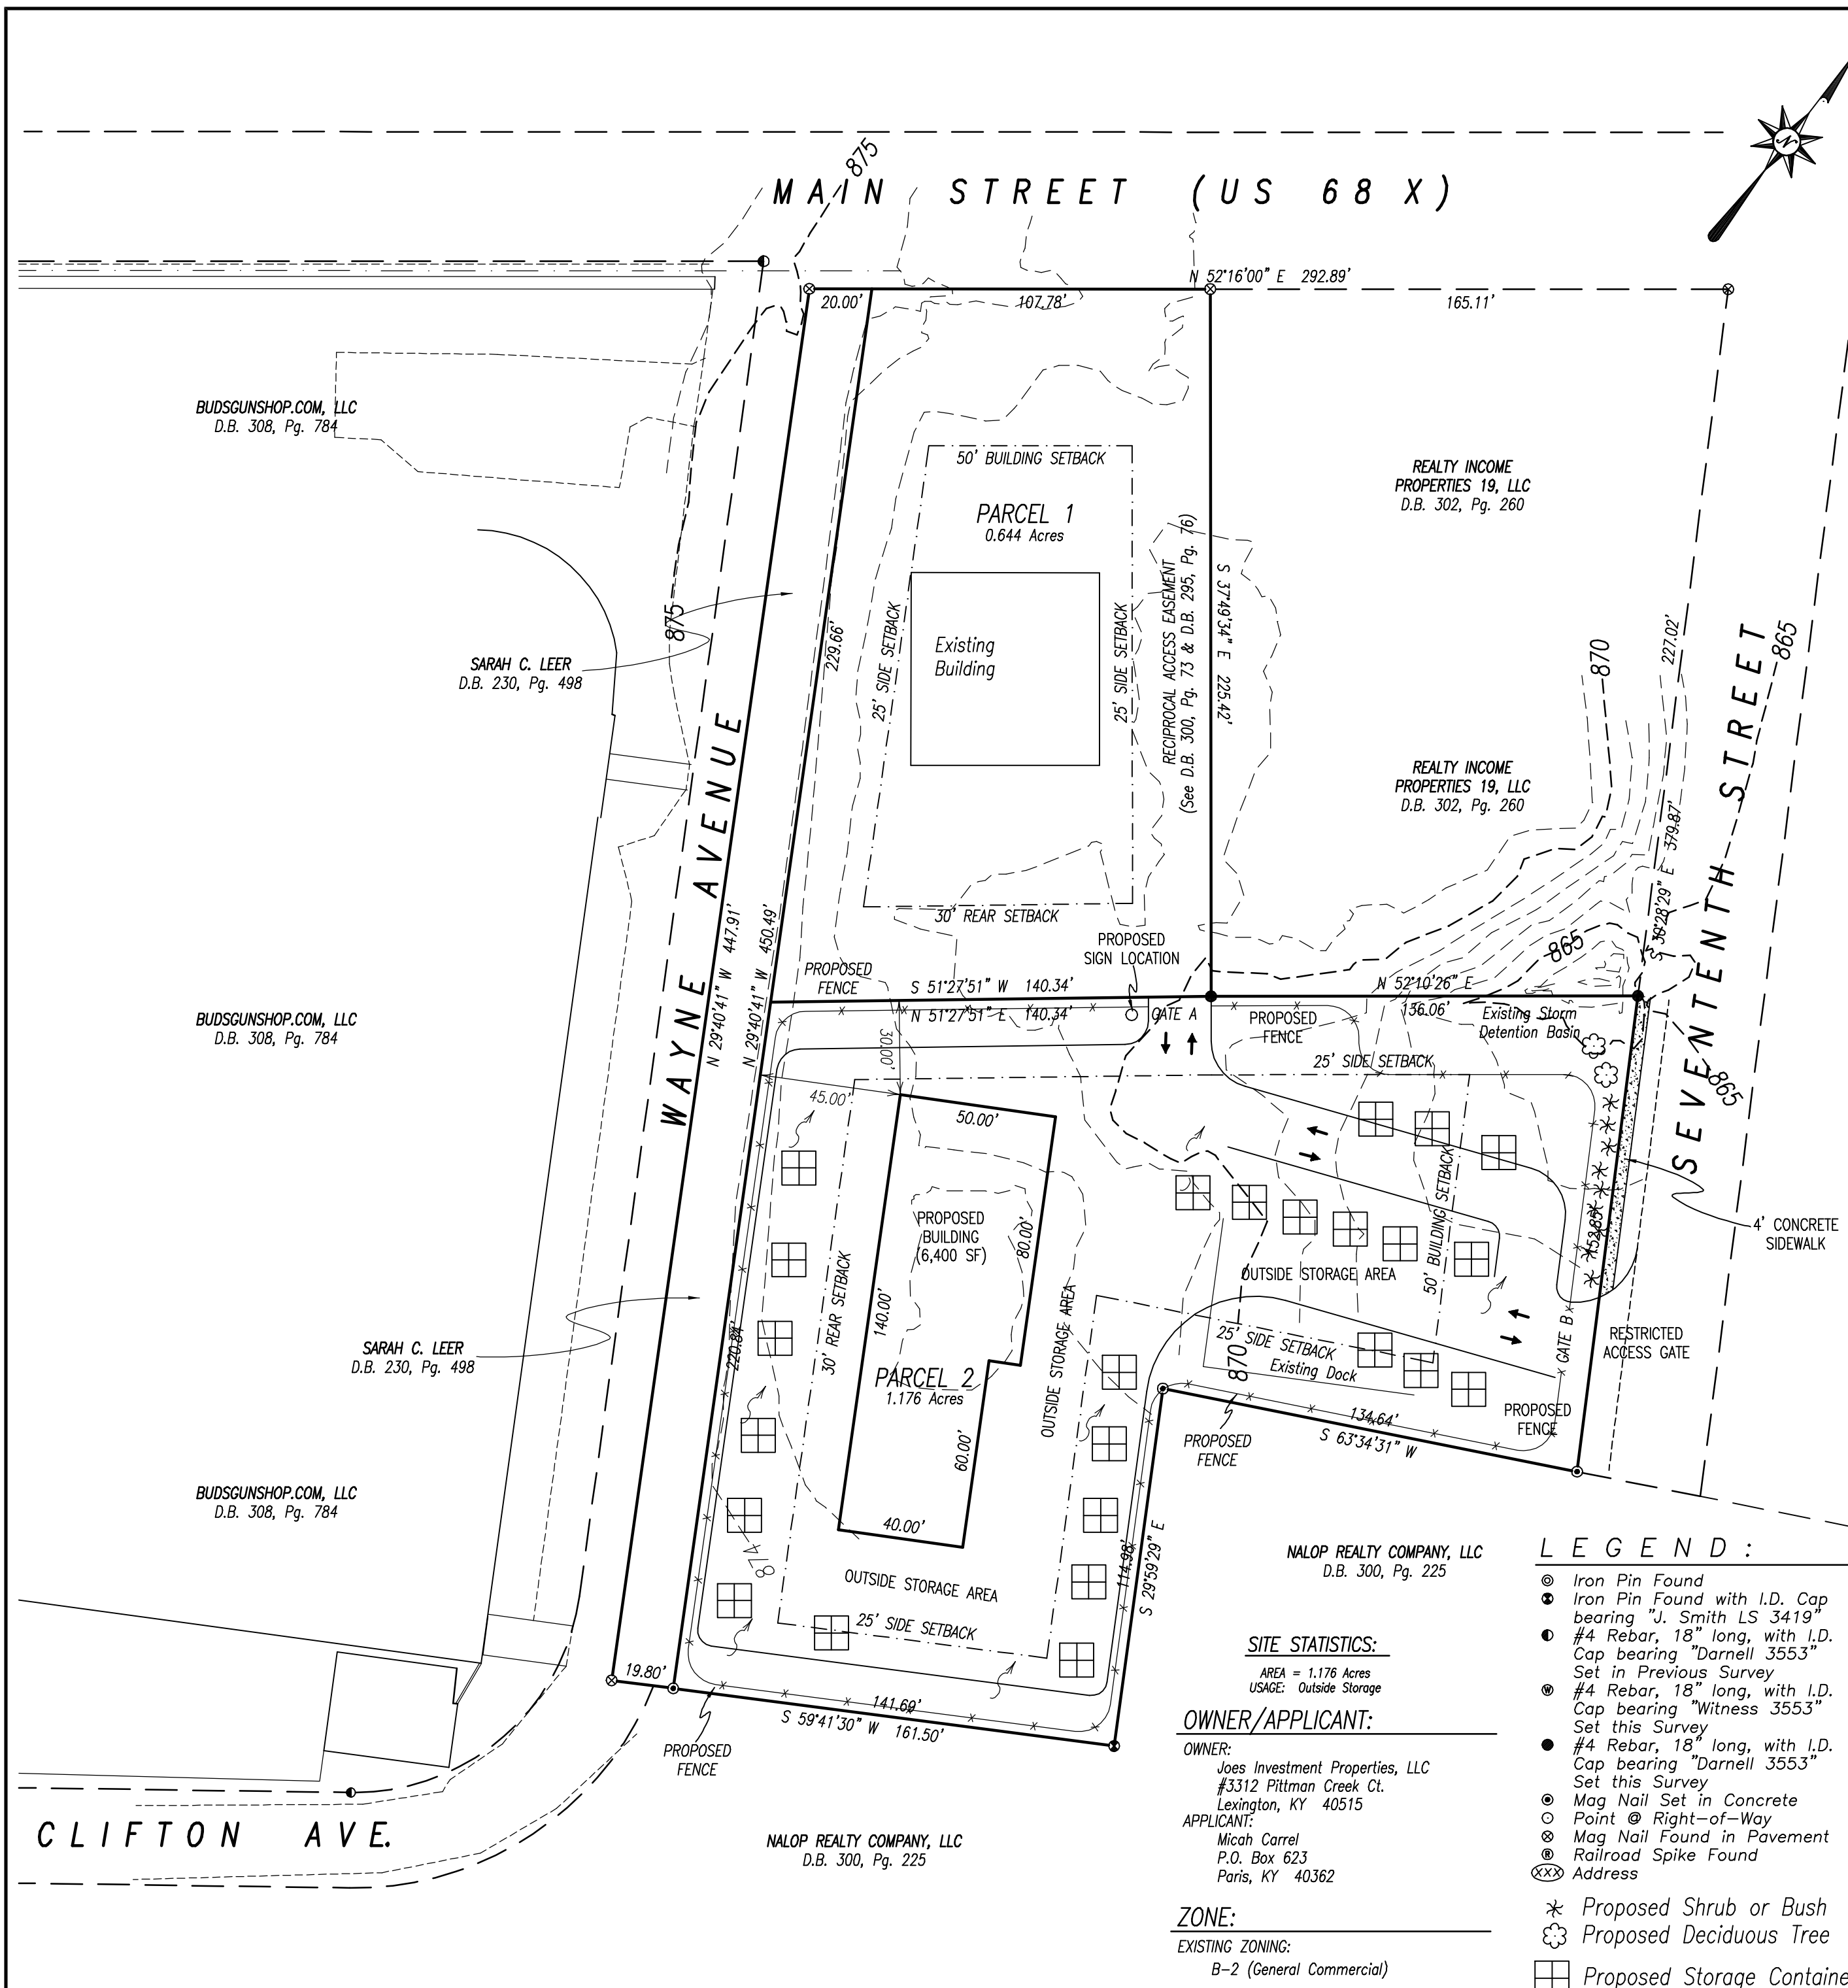 MAIN STREET (US 68 X)
875
N
N 52°16'00" E 292.89'
20.00'
107.78'
165.11'
BUDSGUNSHOP.COM, LLC
D.B. 308, Pg. 784
50' BUILDING SETBACK
PARCEL 1
0.644 Acres
REALTY INCOME
PROPERTIES 19, LLC
D.B. 302, Pg. 260
RECIPROCAL ACCESS EASEMENT
(See D.B. 300, Pg. 73 & D.B. 295, Pg. 76)
S 37°49'34" E 225.42'
875
229.66'
25' SIDE SETBACK
Existing
Building
25' SIDE SETBACK
SARAH C. LEER
D.B. 230, Pg. 498
870
227.02'
865
SEVENTENTH STREET
WAYNE AVENUE
REALTY INCOME
PROPERTIES 19, LLC
D.B. 302, Pg. 260
S 30°28'29" E 379.87'
N 29°40'41" W 447.91'
N 29°40'41" W 450.49'
30' REAR SETBACK
PROPOSED
SIGN LOCATION
865
PROPOSED
FENCE
S 51°27'51" W 140.34'
N 51°27'51" E 140.34'
GATE A
N 52°10'26" E
136.06'
PROPOSED
FENCE
Existing Storm
Detention Basin
BUDSGUNSHOP.COM, LLC
D.B. 308, Pg. 784
30.00'
25' SIDE SETBACK
865
45.00'
50.00'
PROPOSED
BUILDING
(6,400 SF)
80.00'
50' BUILDING SETBACK
152.85'
4' CONCRETE
SIDEWALK
OUTSIDE STORAGE AREA
140.00'
30' REAR SETBACK
OUTSIDE STORAGE AREA
220.84'
SARAH C. LEER
D.B. 230, Pg. 498
PARCEL 2
1.176 Acres
25' SIDE SETBACK
Existing Dock
870
GATE B
RESTRICTED
ACCESS GATE
PROPOSED
FENCE
134.64'
S 63°34'31" W
PROPOSED
FENCE
60.00'
40.00'
BUDSGUNSHOP.COM, LLC
D.B. 308, Pg. 784
874
OUTSIDE STORAGE AREA
25' SIDE SETBACK
114.98'
S 29°59'29" E
NALOP REALTY COMPANY, LLC
D.B. 300, Pg. 225
19.80'
141.69'
S 59°41'30" W 161.50'
PROPOSED
FENCE
CLIFTON AVE.
NALOP REALTY COMPANY, LLC
D.B. 300, Pg. 225
SITE STATISTICS:
AREA = 1.176 Acres
USAGE: Outside Storage
OWNER/APPLICANT:
OWNER:
Joes Investment Properties, LLC
#3312 Pittman Creek Ct.
Lexington, KY 40515
APPLICANT:
Micah Carrel
P.O. Box 623
Paris, KY 40362
ZONE:
EXISTING ZONING:
B-2 (General Commercial)
LEGEND:
Iron Pin Found
Iron Pin Found with I.D. Cap
bearing "J. Smith LS 3419"
#4 Rebar, 18" long, with I.D.
Cap bearing "Darnell 3553"
Set in Previous Survey
W #4 Rebar, 18" long, with I.D.
Cap bearing "Witness 3553"
Set this Survey
#4 Rebar, 18" long, with I.D.
Cap bearing "Darnell 3553"
Set this Survey
Mag Nail Set in Concrete
Point @ Right-of-Way
Mag Nail Found in Pavement
R Railroad Spike Found
XXX Address
Proposed Shrub or Bush
Proposed Deciduous Tree
Proposed Storage Containe